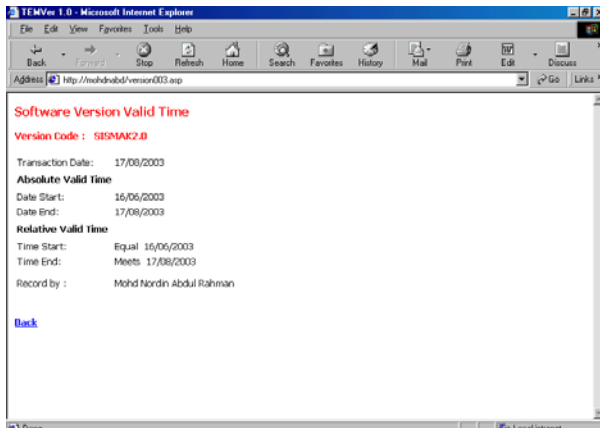 TEMVer 1.0 - Microsoft Internet Explorer
File Edit View Favorites Tools Help
Back Forward Stop Refresh Home Search Favorites History Mail Print Edit Discuss
Address http://mohdnabd/version003.asp Go Links
Software Version Valid Time
Version Code : SISMAK2.0
Transaction Date: 17/08/2003
Absolute Valid Time
Date Start: 16/06/2003
Date End: 17/08/2003
Relative Valid Time
Time Start: Equal 16/06/2003
Time End: Meets 17/08/2003
Record by : Mohd Nordin Abdul Rahman
Back
Done Local intranet